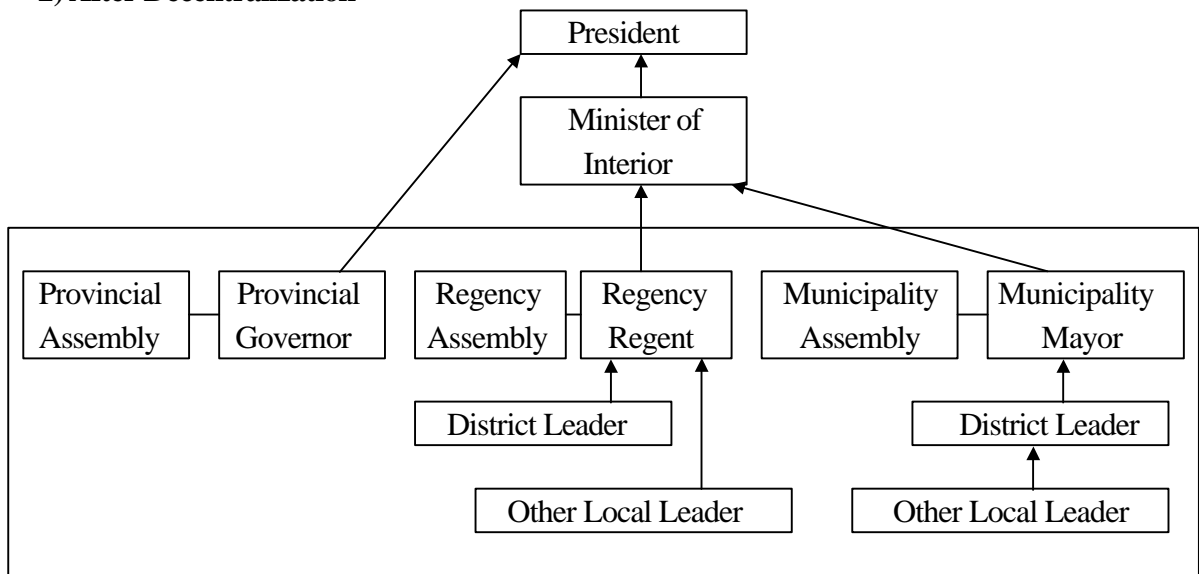 2) After Decentralization
President
Minister of
Interior
Provincial
Assembly
Provincial
Governor
Regency
Assembly
Regency
Regent
Municipality
Assembly
Municipality
Mayor
District Leader
District Leader
Other Local Leader
Other Local Leader